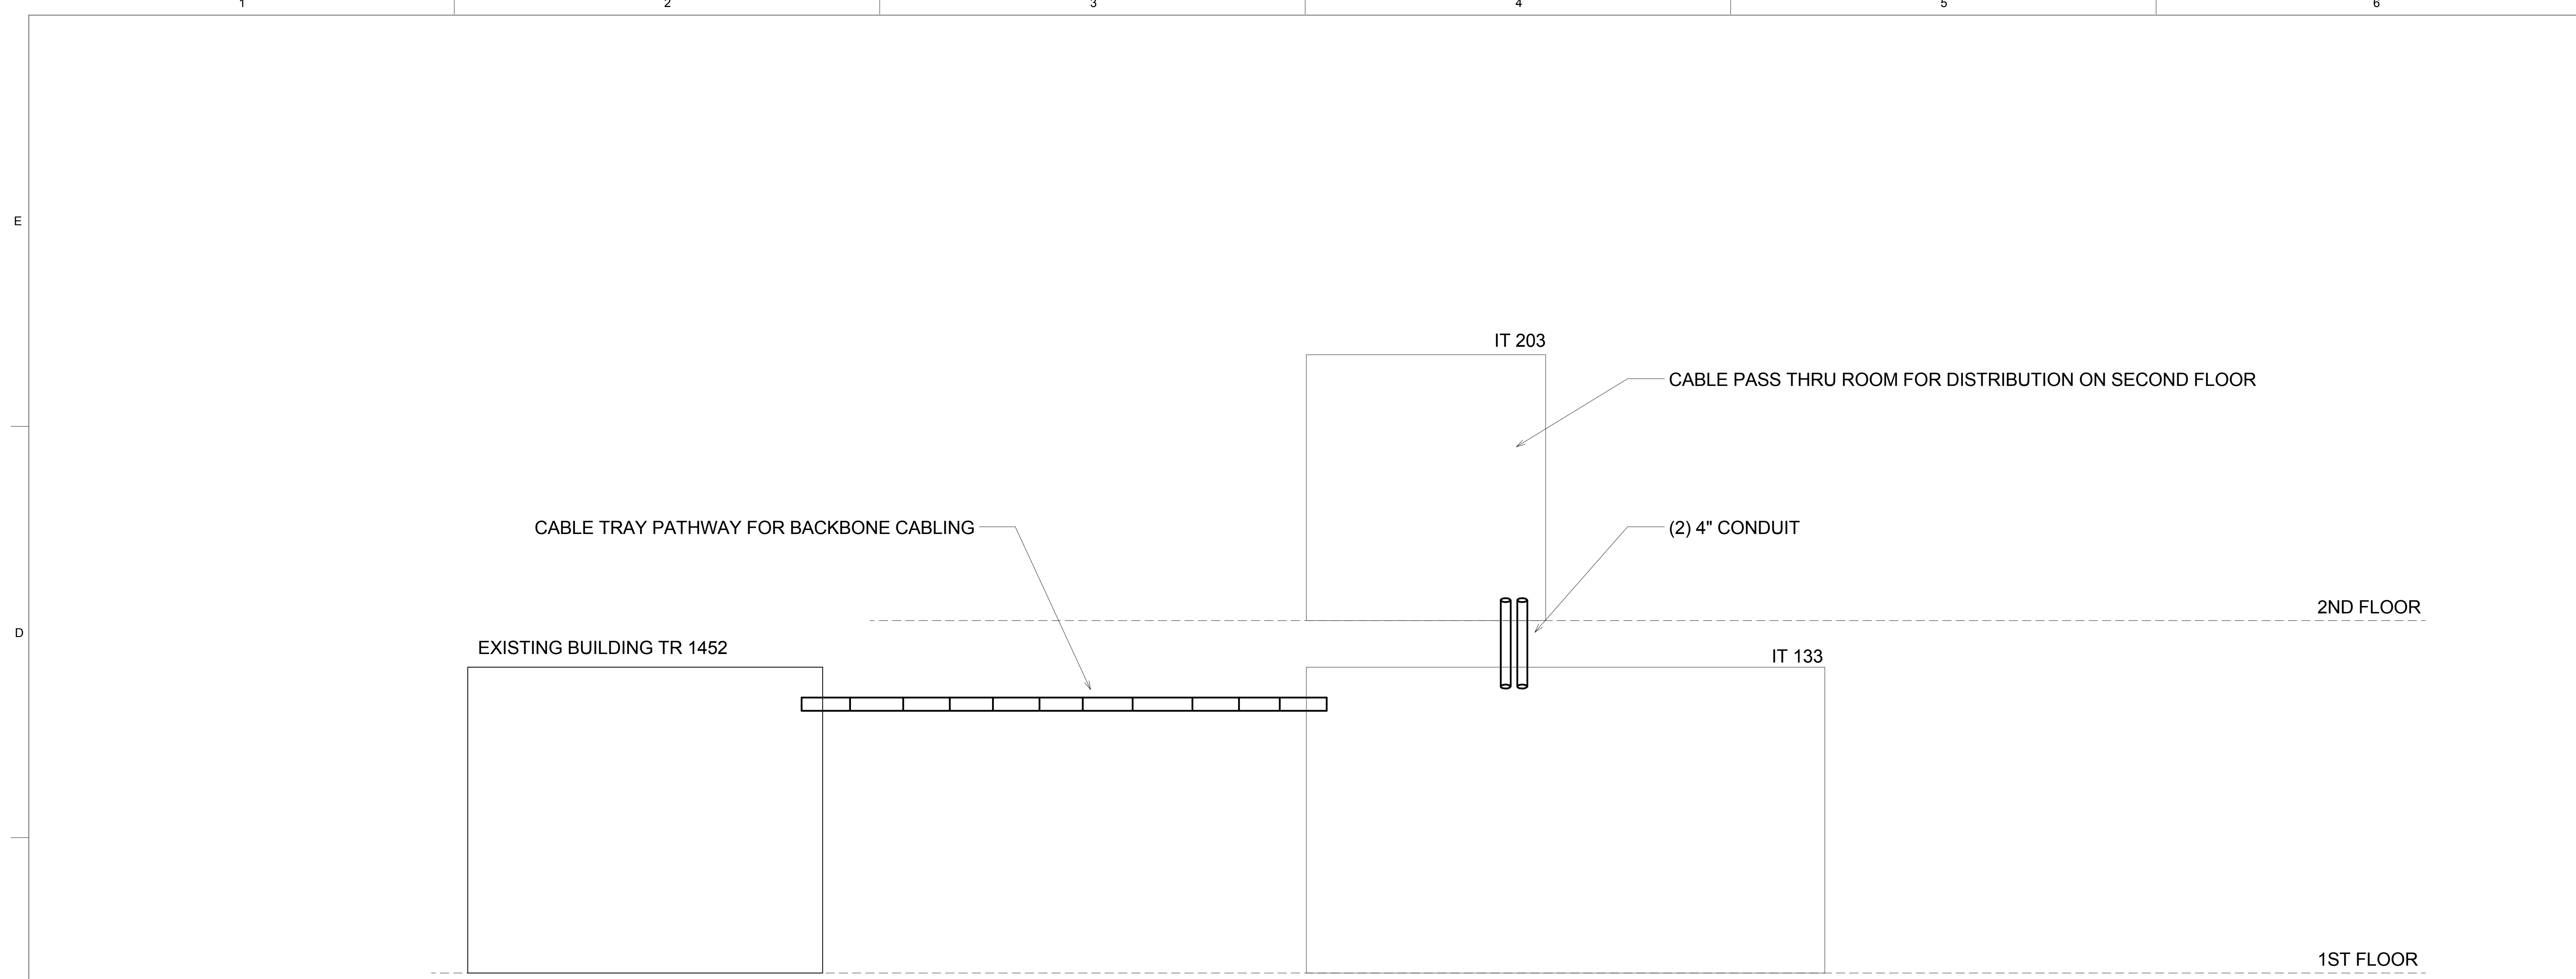 1 2 3 4 5 6
E
IT 203
CABLE PASS THRU ROOM FOR DISTRIBUTION ON SECOND FLOOR
CABLE TRAY PATHWAY FOR BACKBONE CABLING
(2) 4" CONDUIT
2ND FLOOR
D
EXISTING BUILDING TR 1452
IT 133
1ST FLOOR